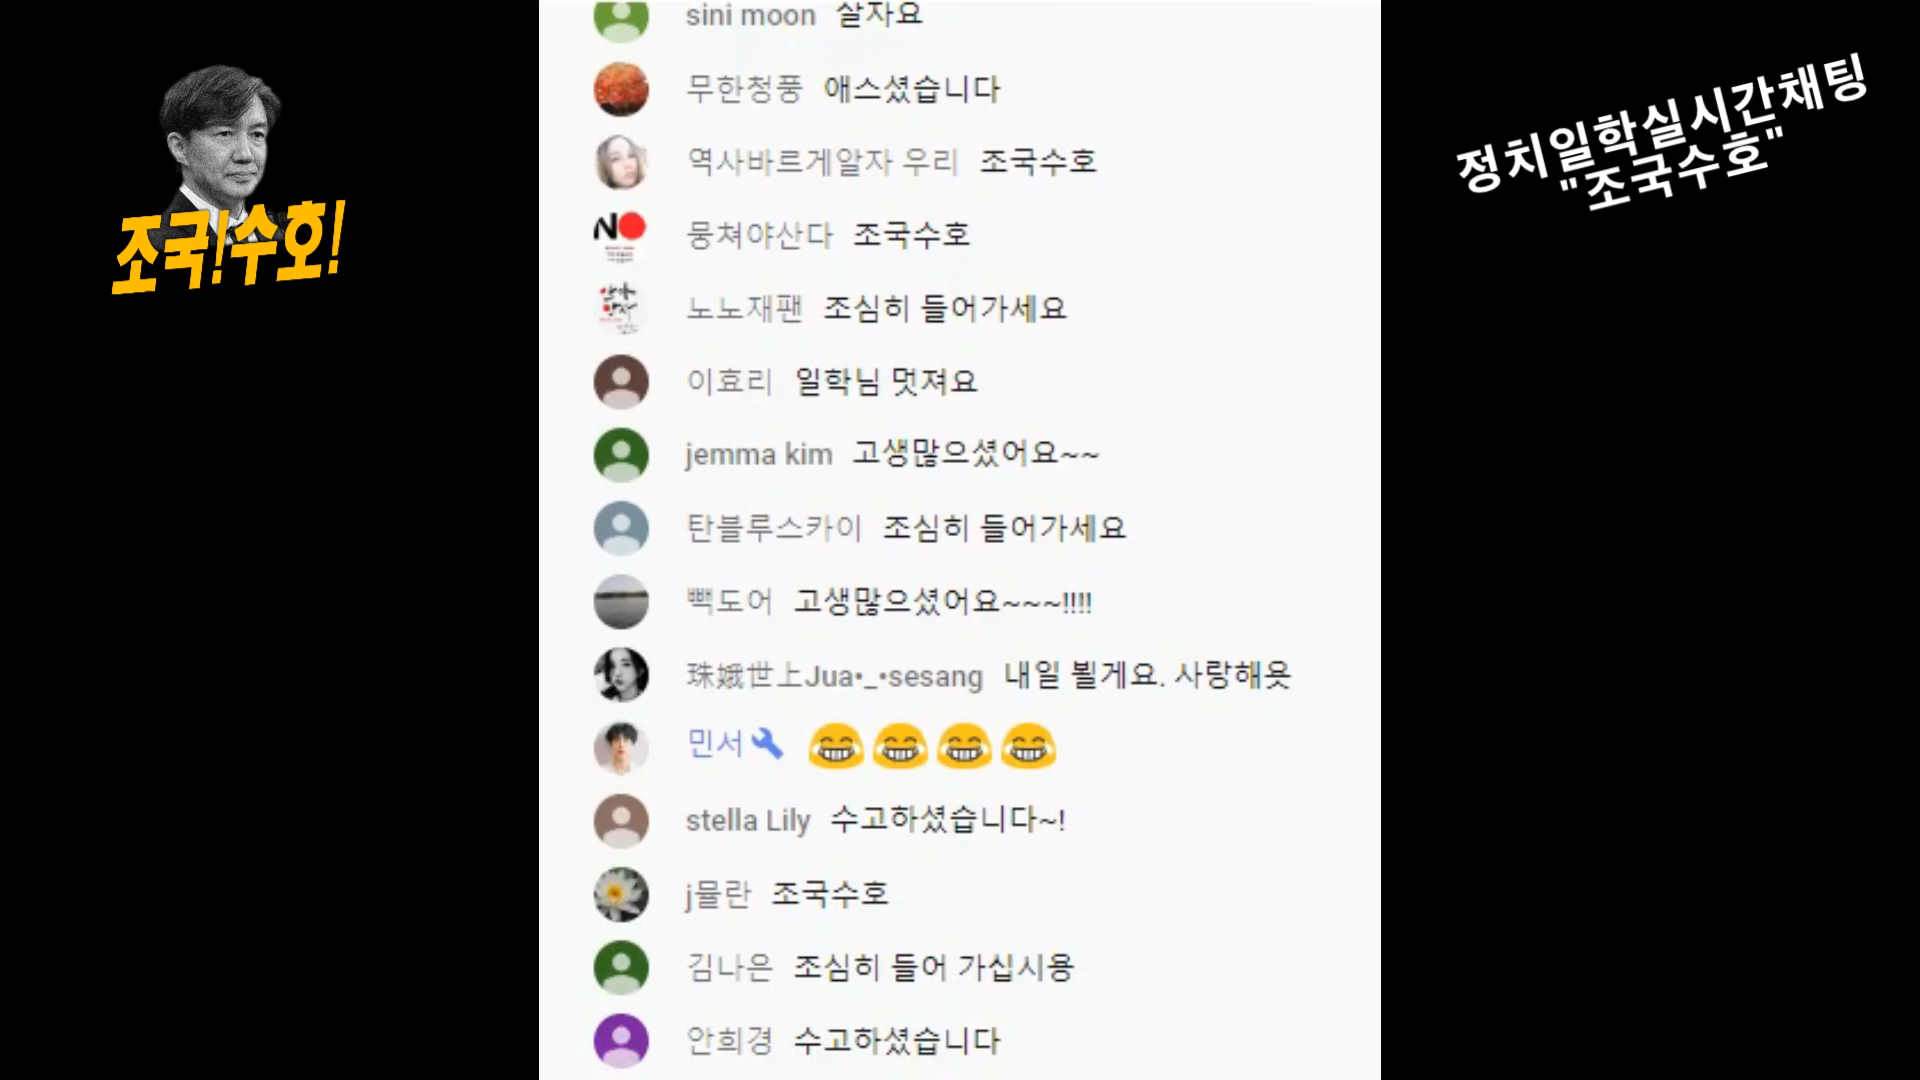 조국!수호!
정치일학실시간채팅
"조국수호"
sini moon 살자요
무한청풍 애스셨습니다
역사바르게알자 우리 조국수호
NO
뭉쳐야산다 조국수호
노노재팬 조심히 들어가세요
이효리 일학님 멋져요
jemma kim 고생많으셨어요~~
탄블루스카이 조심히 들어가세요
빽도어 고생많으셨어요~~~!!!!
珠娥世上Jua•_•sesang 내일 뵐게요. 사랑해욧
민서
stella Lily 수고하셨습니다~!
j뮬란 조국수호
김나은 조심히 들어 가십시용
안희경 수고하셨습니다